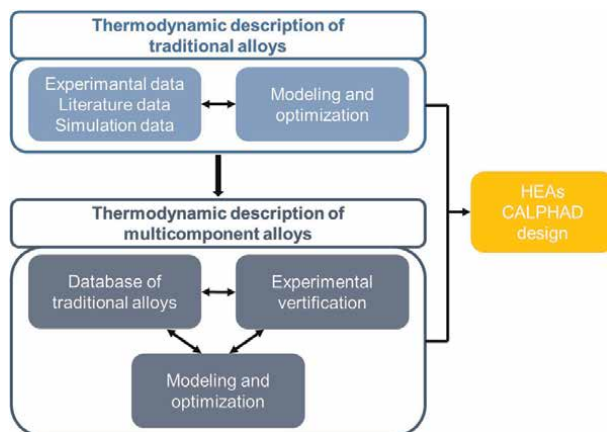 Thermodynamic description of
traditional alloys
Experimantal data
Literature data
Simulation data
Modeling and
optimization
Thermodynamic description of
multicomponent alloys
Database of
traditional alloys
Experimental
vertification
Modeling and
optimization
HEAs
CALPHAD
design